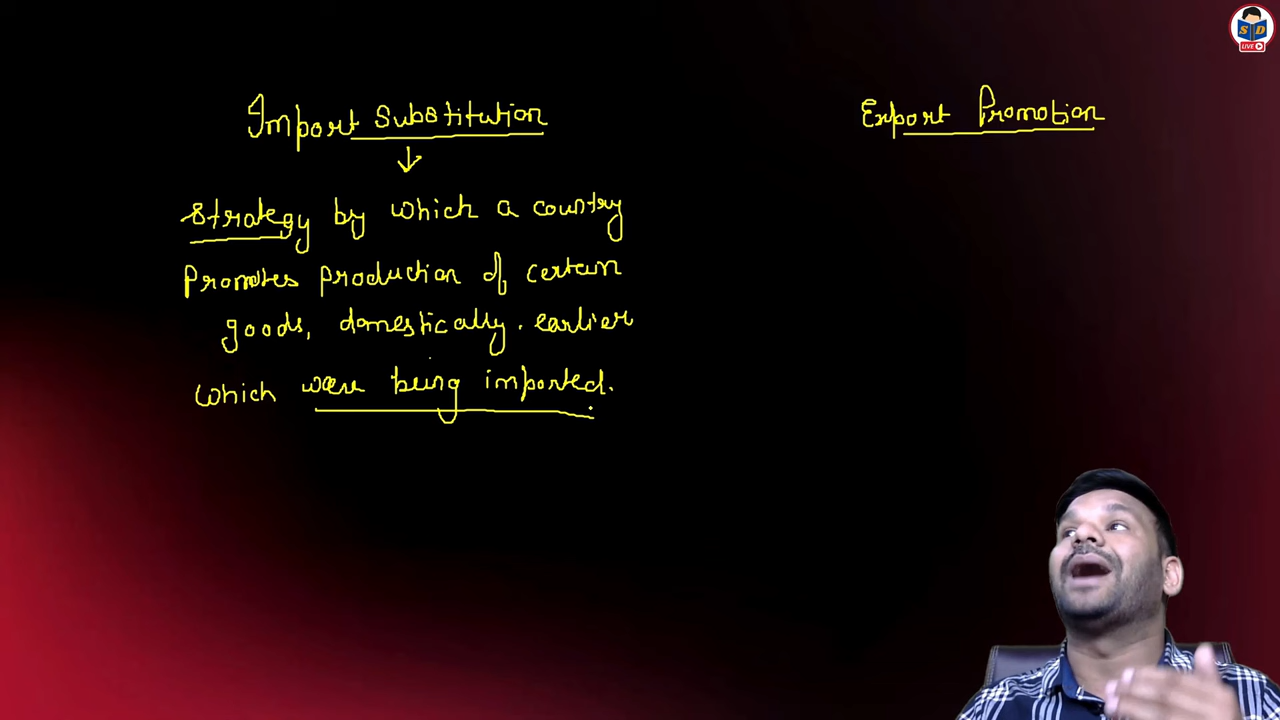 Import Substitution
Export Promotion
Strategy by which a country
Promotes production of certain
goods, domestically. earlier
which were being imported.
S D
LIVE